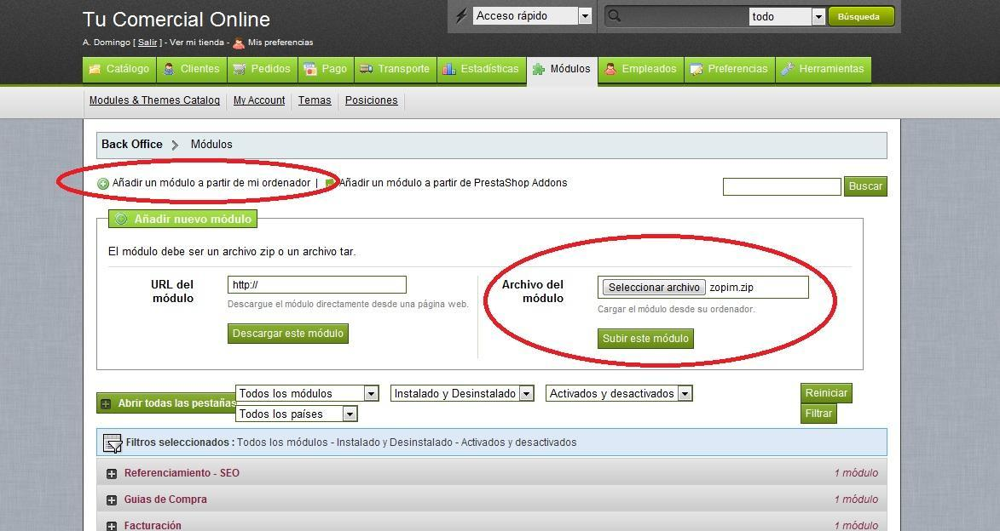 Tu Comercial Online
Acceso rápido todo Búsqueda
A. Domingo [ Salir ] - Ver mi tienda - Mis preferencias
Catálogo Clientes Pedidos Pago Transporte Estadísticas Módulos Empleados Preferencias Herramientas
Modules & Themes Catalog My Account Temas Posiciones
Back Office Módulos
Añadir un módulo a partir de mi ordenador | Añadir un módulo a partir de PrestaShop Addons Buscar
Añadir nuevo módulo
El módulo debe ser un archivo zip o un archivo tar.
URL del módulo
http://
Descargue el módulo directamente desde una página web.
Descargar este módulo
Archivo del módulo
Seleccionar archivo zopim.zip
Cargar el módulo desde su ordenador.
Subir este módulo
Abrir todas las pestañas
Todos los módulos Instalado y Desinstalado Activados y desactivados Reiniciar
Todos los países Filtrar
Filtros seleccionados : Todos los módulos - Instalado y Desinstalado - Activados y desactivados
Referenciamiento - SEO 1 módulo
Guias de Compra 1 módulo
Facturación 1 módulo